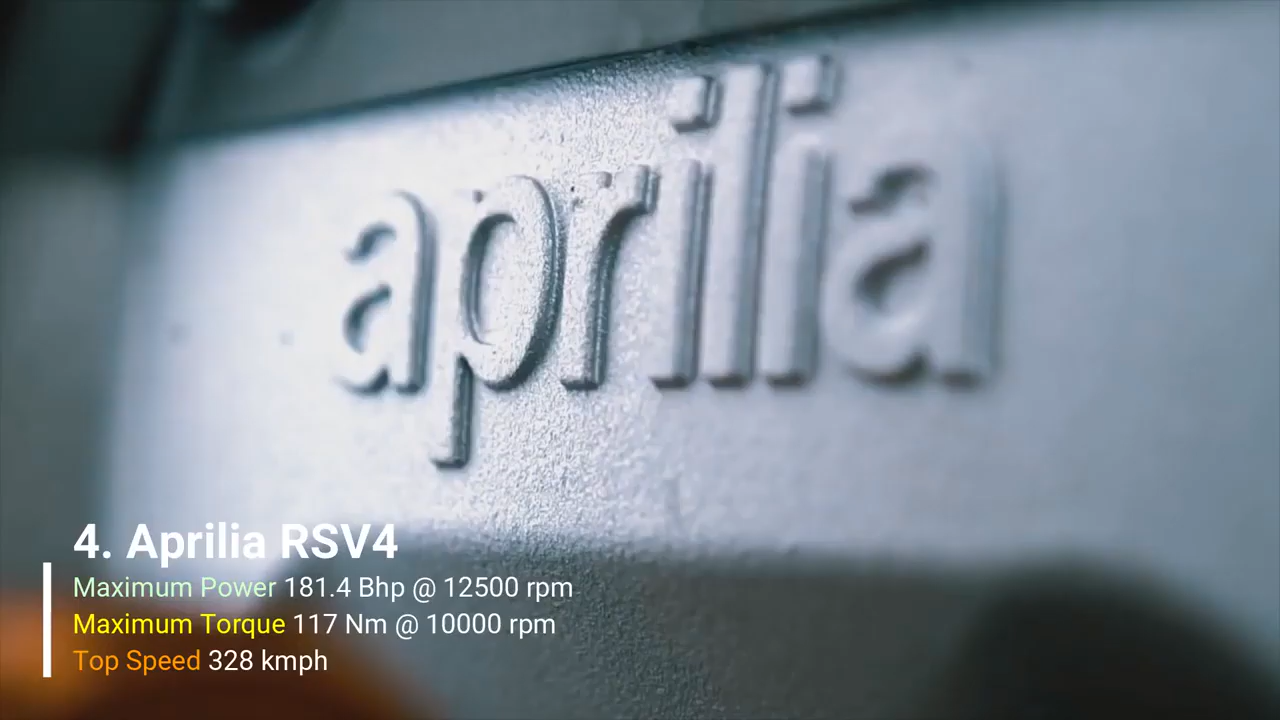 aprilia
4. Aprilia RSV4
Maximum Power 181.4 Bhp @ 12500 rpm
Maximum Torque 117 Nm @ 10000 rpm
Top Speed 328 kmph